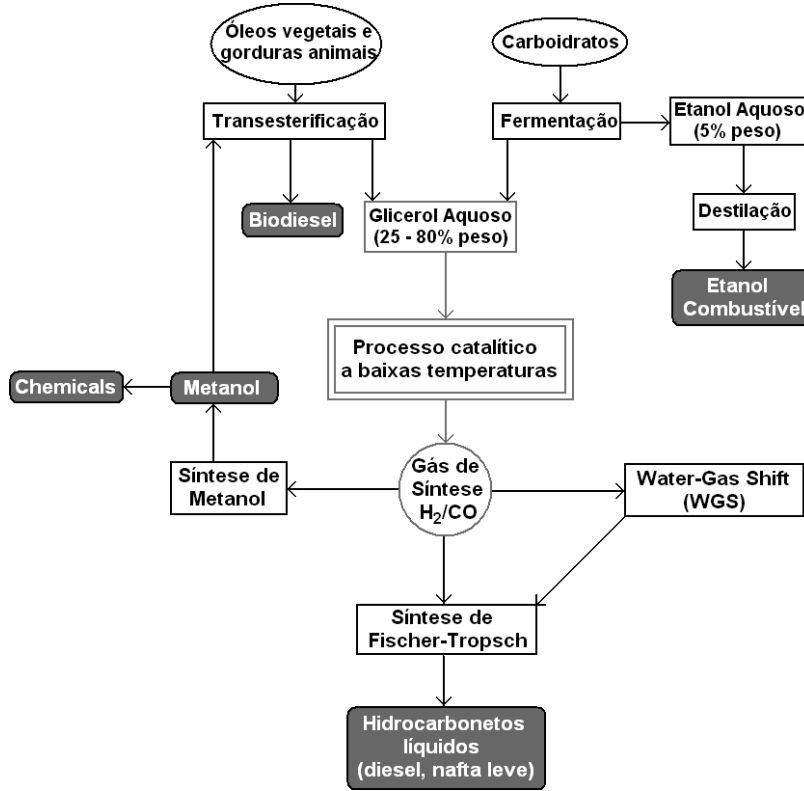 Óleos vegetais e
gorduras animais
Carboidratos
Transesterificação
Fermentação
Etanol Aquoso
(5% peso)
Biodiesel
Glicerol Aquoso
(25 - 80% peso)
Destilação
Etanol
Combustível
Processo catalítico
a baixas temperaturas
Chemicals
Metanol
Síntese de
Metanol
Gás de
Síntese
H₂/CO
Water-Gas Shift
(WGS)
Síntese de
Fischer-Tropsch
Hidrocarbonetos
líquidos
(diesel, nafta leve)